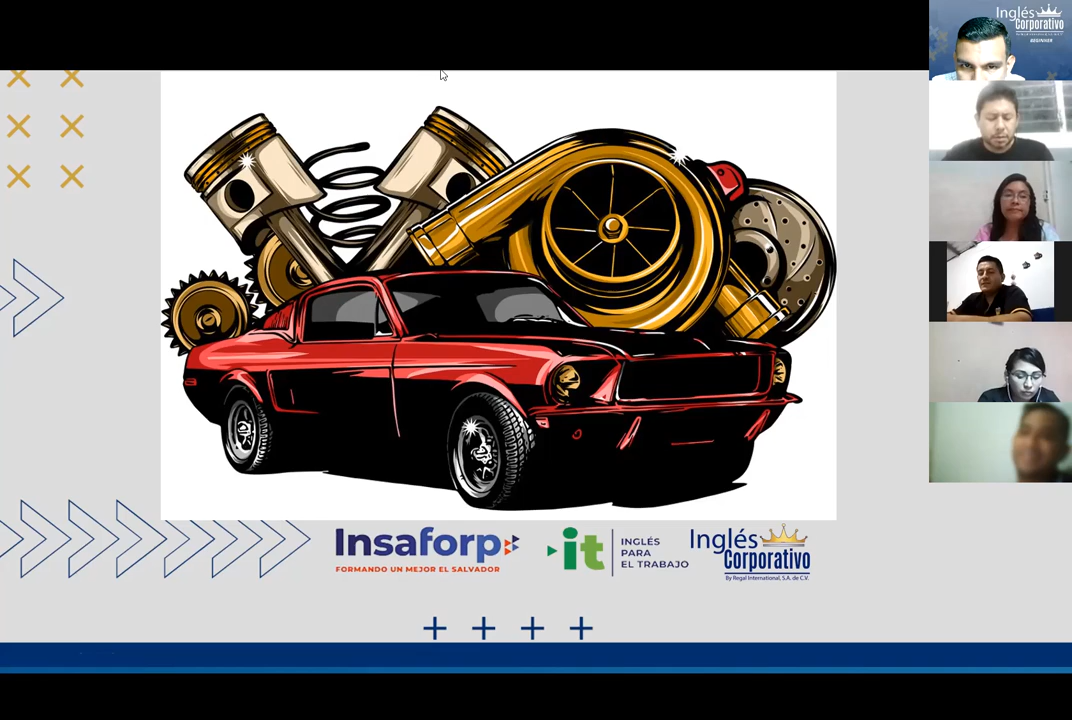 Inglés
Corporativo
BEGINNER
Insaforp
FORMANDO UN MEJOR EL SALVADOR
it
INGLÉS
PARA
EL TRABAJO
Inglés
Corporativo
By Regal International, S.A. de C.V.